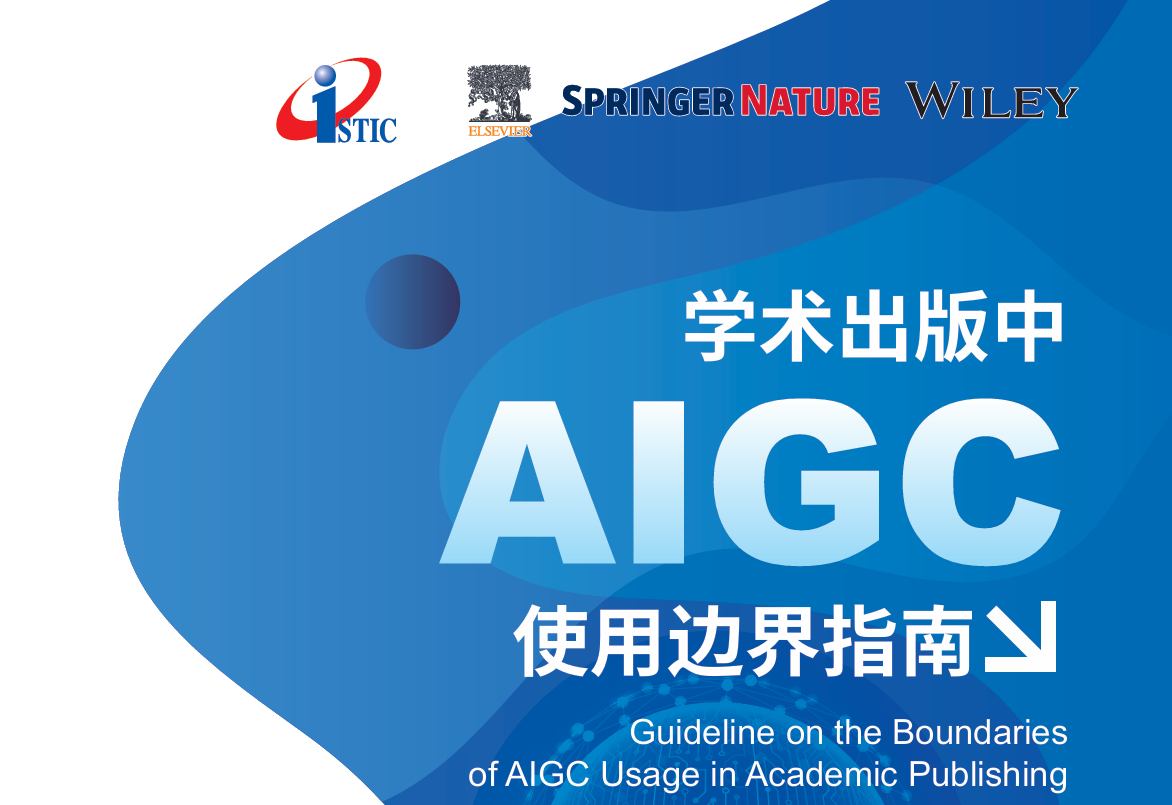 iSTIC
ELSEVIER
SPRINGER NATURE
WILEY
学术出版中
AIGC
使用边界指南
Guideline on the Boundaries
of AIGC Usage in Academic Publishing